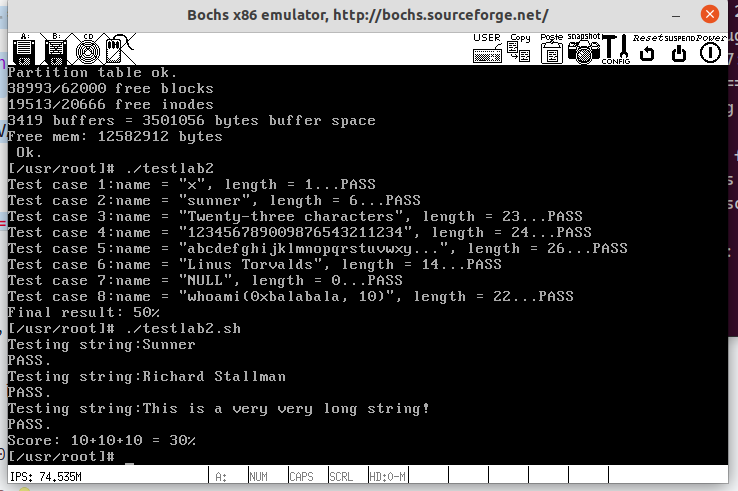 Bochs x86 emulator, http://bochs.sourceforge.net/
A: B: CD USER Copy Paste snapshot CONFIG Reset SUSPEND Power
Partition table ok.
38993/62000 free blocks
19513/20666 free inodes
3419 buffers = 3501056 bytes buffer space
Free mem: 12582912 bytes
Ok.
[/usr/root]# ./testlab2
Test case 1:name = "x", length = 1...PASS
Test case 2:name = "sunner", length = 6...PASS
Test case 3:name = "Twenty-three characters", length = 23...PASS
Test case 4:name = "123456789009876543211234", length = 24...PASS
Test case 5:name = "abcdefghijklmnopqrstuvwxy...", length = 26...PASS
Test case 6:name = "Linus Torvalds", length = 14...PASS
Test case 7:name = "NULL", length = 0...PASS
Test case 8:name = "whoami(0xbalabala, 10)", length = 22...PASS
Final result: 50%
[/usr/root]# ./testlab2.sh
Testing string:Sunner
PASS.
Testing string:Richard Stallman
PASS.
Testing string:This is a very very long string!
PASS.
Score: 10+10+10 = 30%
[/usr/root]# _
IPS: 74.535M A: NUM CAPS SCRL HD:0-M